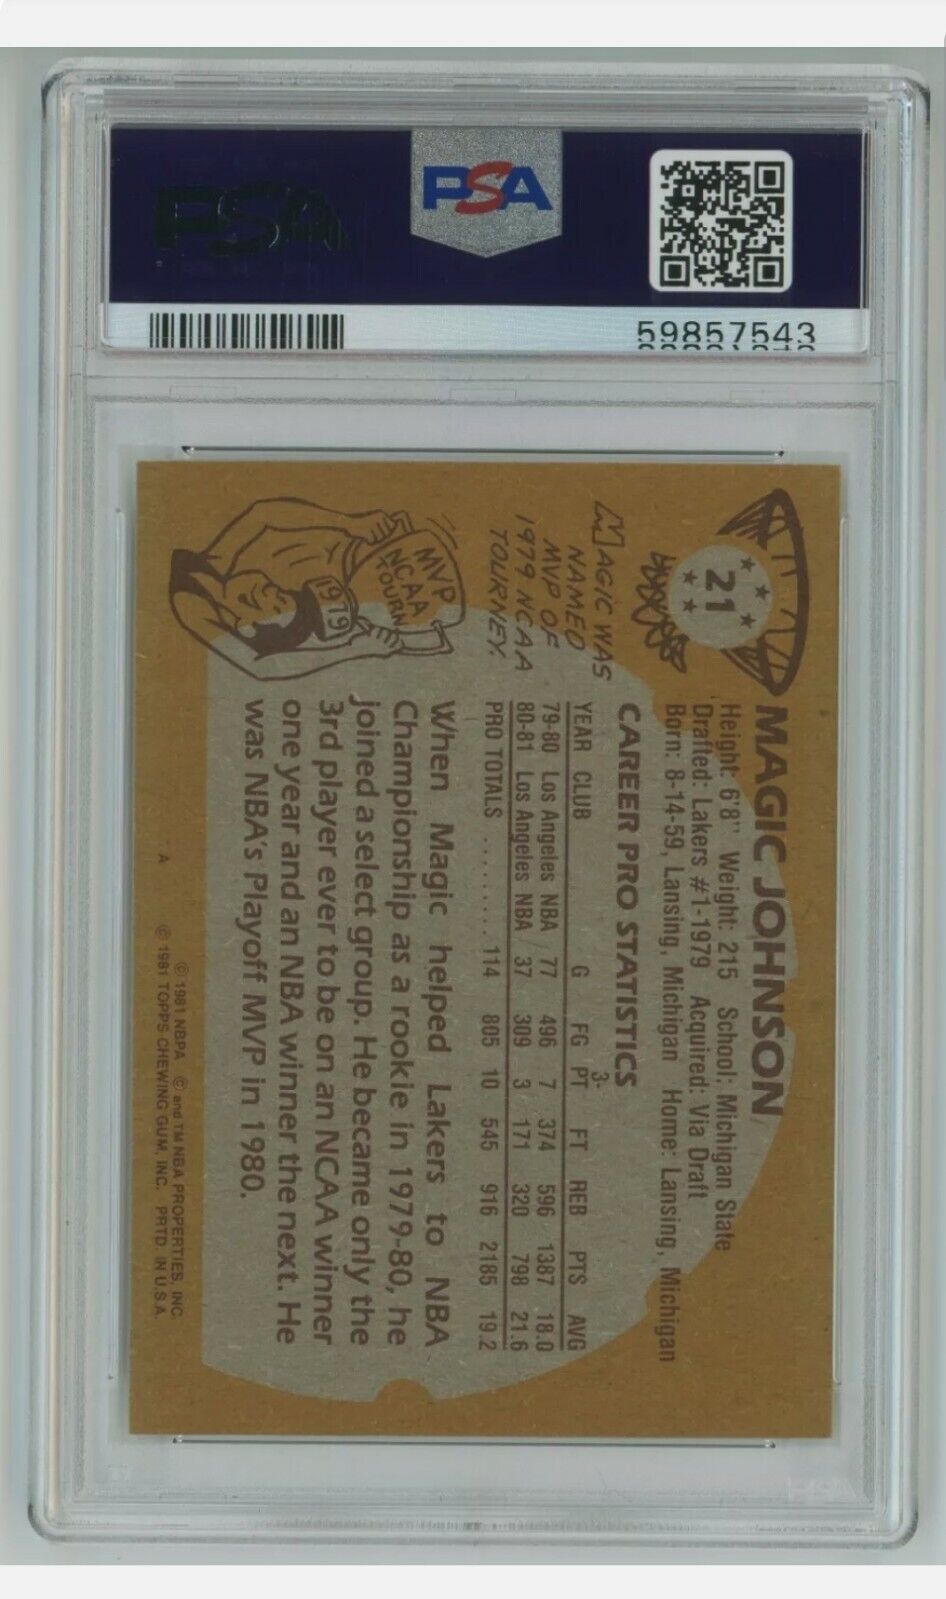 PSA
PSA
59857543
21
MAGIC JOHNSON
Height: 6'8" Weight: 215 School: Michigan State
Drafted: Lakers #1-1979 Acquired: Via Draft
Born: 8-14-59, Lansing, Michigan Home: Lansing, Michigan
MAGIC WAS
NAMED
MVP OF
1979 NCAA
TOURNEY.
MVP
NCAA
TOURN
1979
CAREER PRO STATISTICS
YEAR CLUB G FG 3-PT FT REB PTS AVG
79-80 Los Angeles NBA 77 496 7 374 596 1387 18.0
80-81 Los Angeles NBA 37 309 3 171 320 798 21.6
PRO TOTALS ........ 114 805 10 545 916 2185 19.2
When Magic helped Lakers to NBA
Championship as a rookie in 1979-80, he
joined a select group. He became only the
3rd player ever to be on an NCAA winner
one year and an NBA winner the next. He
was NBA's Playoff MVP in 1980.
© 1981 NBPA © and TM NBA PROPERTIES, INC.
A © 1981 TOPPS CHEWING GUM, INC. PRTD. IN U.S.A.
PSA